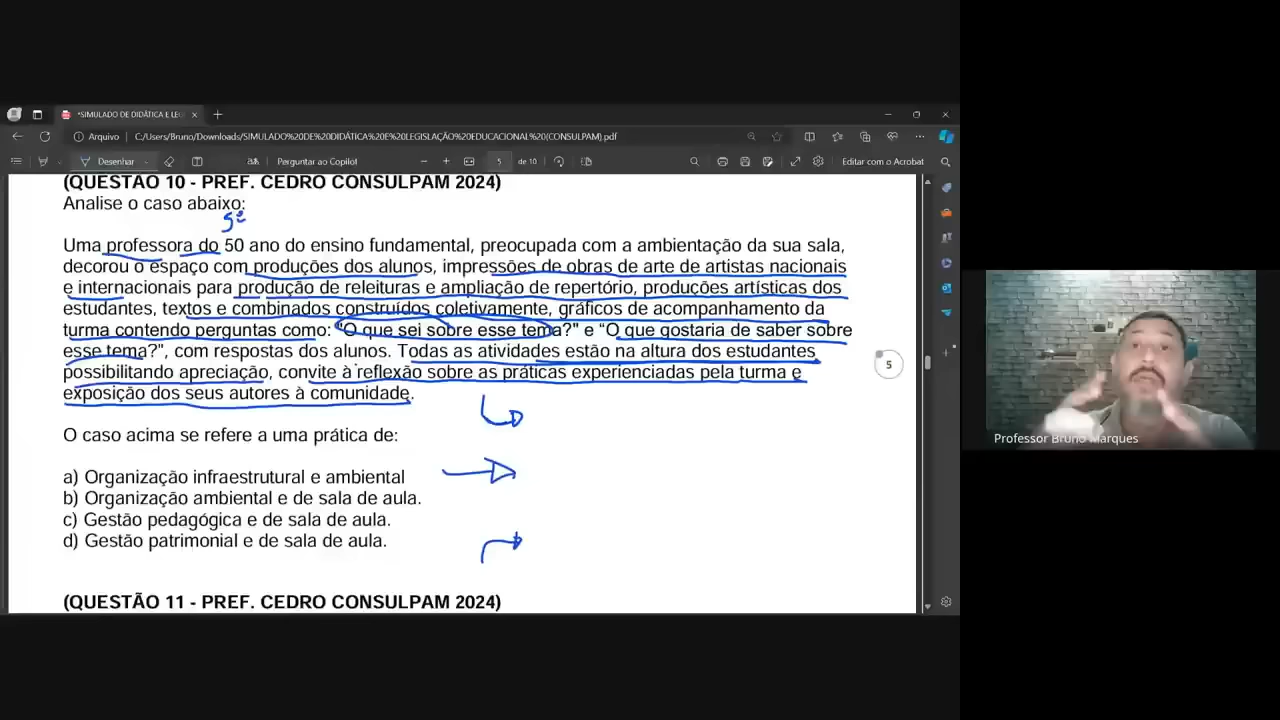 *SIMULADO DE DIDÁTICA E LEG
Arquivo C:/Users/Bruno/Downloads/SIMULADO%20DE%20DIDÁTICA%20E%20LEGISLAÇÃO%20EDUCACIONAL%20(CONSULPAM).pdf
Desenhar Perguntar ao Copilot 5 de 10 Editar com o Acrobat
(QUESTÃO 10 - PREF. CEDRO CONSULPAM 2024)
Analise o caso abaixo:
5º
Uma professora do 50 ano do ensino fundamental, preocupada com a ambientação da sua sala,
decorou o espaço com produções dos alunos, impressões de obras de arte de artistas nacionais
e internacionais para produção de releituras e ampliação de repertório, produções artísticas dos
estudantes, textos e combinados construídos coletivamente, gráficos de acompanhamento da
turma contendo perguntas como: "O que sei sobre esse tema?" e "O que gostaria de saber sobre
esse tema?", com respostas dos alunos. Todas as atividades estão na altura dos estudantes
possibilitando apreciação, convite à reflexão sobre as práticas experienciadas pela turma e
exposição dos seus autores à comunidade.
5
O caso acima se refere a uma prática de:
a) Organização infraestrutural e ambiental
b) Organização ambiental e de sala de aula.
c) Gestão pedagógica e de sala de aula.
d) Gestão patrimonial e de sala de aula.
(QUESTÃO 11 - PREF. CEDRO CONSULPAM 2024)
Professor Bruno Marques